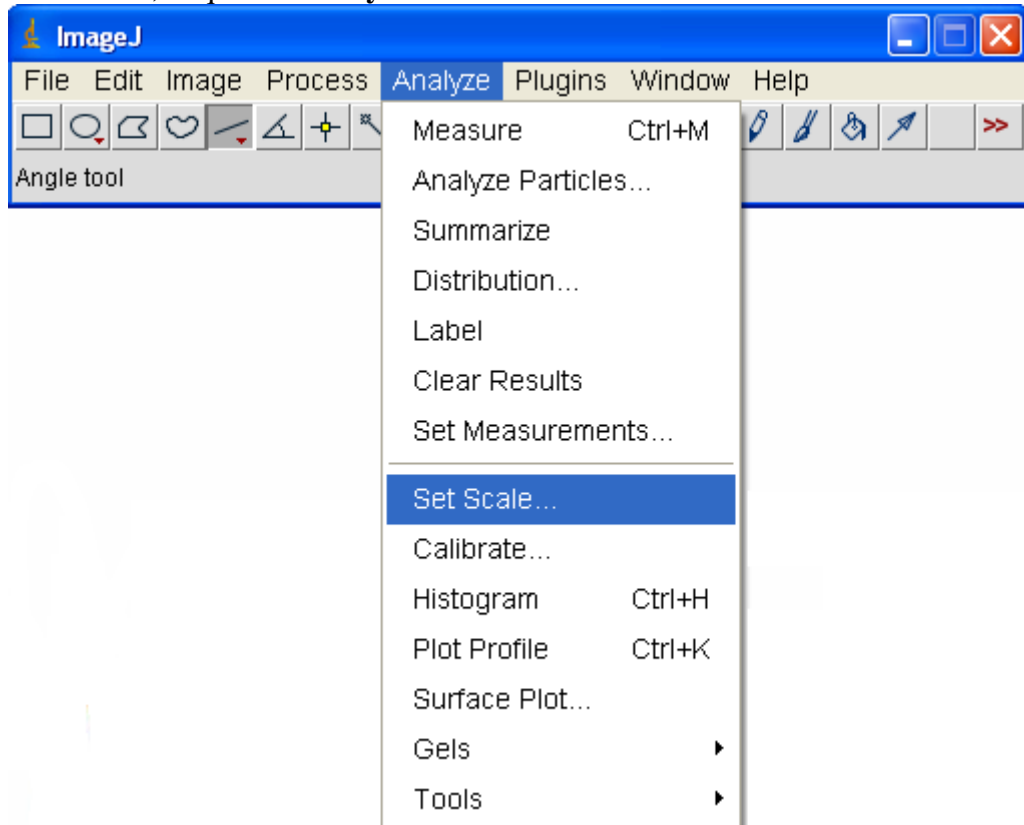 ImageJ
File Edit Image Process Analyze Plugins Window Help
Angle tool
Measure Ctrl+M
Analyze Particles...
Summarize
Distribution...
Label
Clear Results
Set Measurements...
Set Scale...
Calibrate...
Histogram Ctrl+H
Plot Profile Ctrl+K
Surface Plot...
Gels
Tools